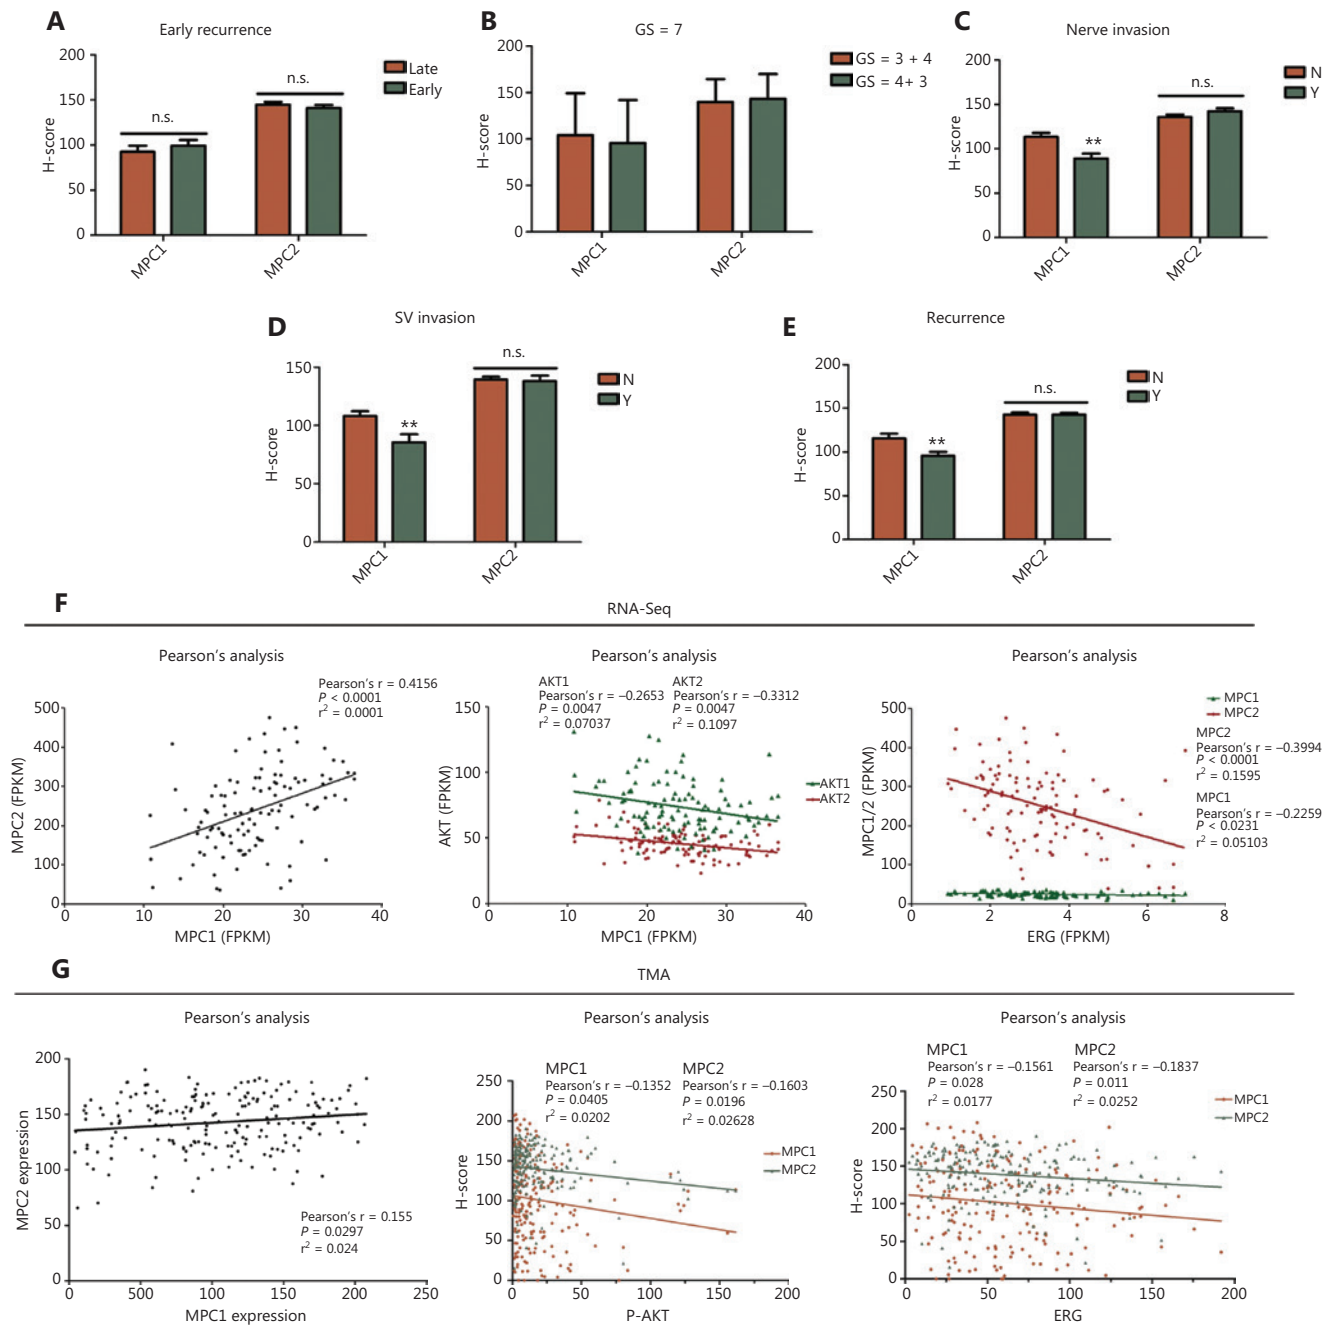 A
Early recurrence
200
150
100
50
0
H-score
n.s.
n.s.
Late
Early
MPC1
MPC2
B
GS = 7
200
150
100
50
0
H-score
GS = 3 + 4
GS = 4+ 3
MPC1
MPC2
C
Nerve invasion
200
150
100
50
0
H-score
**
n.s.
N
Y
MPC1
MPC2
D
SV invasion
150
100
50
0
H-score
**
n.s.
N
Y
MPC1
MPC2
E
Recurrence
200
150
100
50
0
H-score
**
n.s.
N
Y
MPC1
MPC2
F
RNA-Seq
Pearson's analysis
Pearson's r = 0.4156
P < 0.0001
r² = 0.0001
500
400
300
200
100
0
MPC2 (FPKM)
0 10 20 30 40
MPC1 (FPKM)
Pearson's analysis
AKT1
Pearson's r = –0.2653
P = 0.0047
r² = 0.07037
AKT2
Pearson's r = –0.3312
P = 0.0047
r² = 0.1097
150
100
50
0
AKT (FPKM)
AKT1
AKT2
0 10 20 30 40
MPC1 (FPKM)
Pearson's analysis
MPC1
MPC2
MPC2
Pearson's r = –0.3994
P < 0.0001
r² = 0.1595
MPC1
Pearson's r = –0.2259
P < 0.0231
r² = 0.05103
500
400
300
200
100
0
MPC1/2 (FPKM)
0 2 4 6 8
ERG (FPKM)
G
TMA
Pearson's analysis
200
150
100
50
0
MPC2 expression
Pearson's r = 0.155
P = 0.0297
r² = 0.024
0 500 100 150 200 250
MPC1 expression
Pearson's analysis
MPC1
Pearson's r = –0.1352
P = 0.0405
r² = 0.0202
MPC2
Pearson's r = –0.1603
P = 0.0196
r² = 0.02628
250
200
150
100
50
0
H-score
MPC1
MPC2
0 50 100 150 200
P-AKT
Pearson's analysis
MPC1
Pearson's r = –0.1561
P = 0.028
r² = 0.0177
MPC2
Pearson's r = –0.1837
P = 0.011
r² = 0.0252
MPC1
MPC2
250
200
150
100
50
0
H-score
0 50 100 150 200
ERG